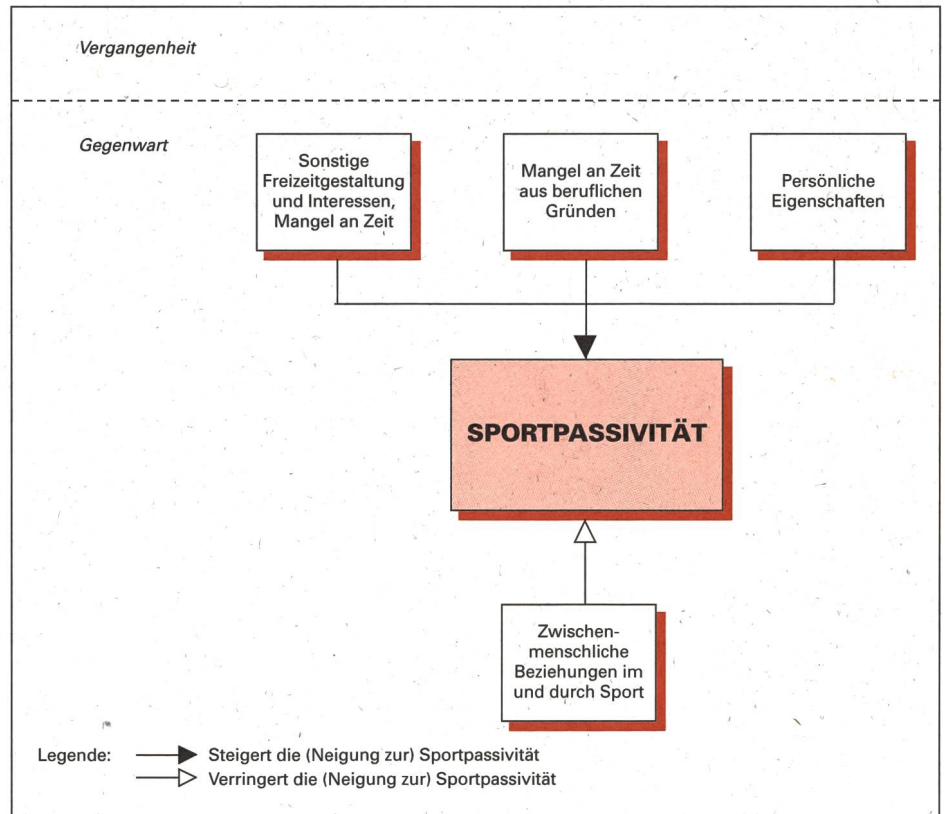 Vergangenheit
Gegenwart
Sonstige
Freizeitgestaltung
und Interessen,
Mangel an Zeit
Mangel an Zeit
aus beruflichen
Gründen
Persönliche
Eigenschaften
SPORTPASSIVITÄT
Zwischen-
menschliche
Beziehungen im
und durch Sport
Legende:
Steigert die (Neigung zur) Sportpassivität
Verringert die (Neigung zur) Sportpassivität